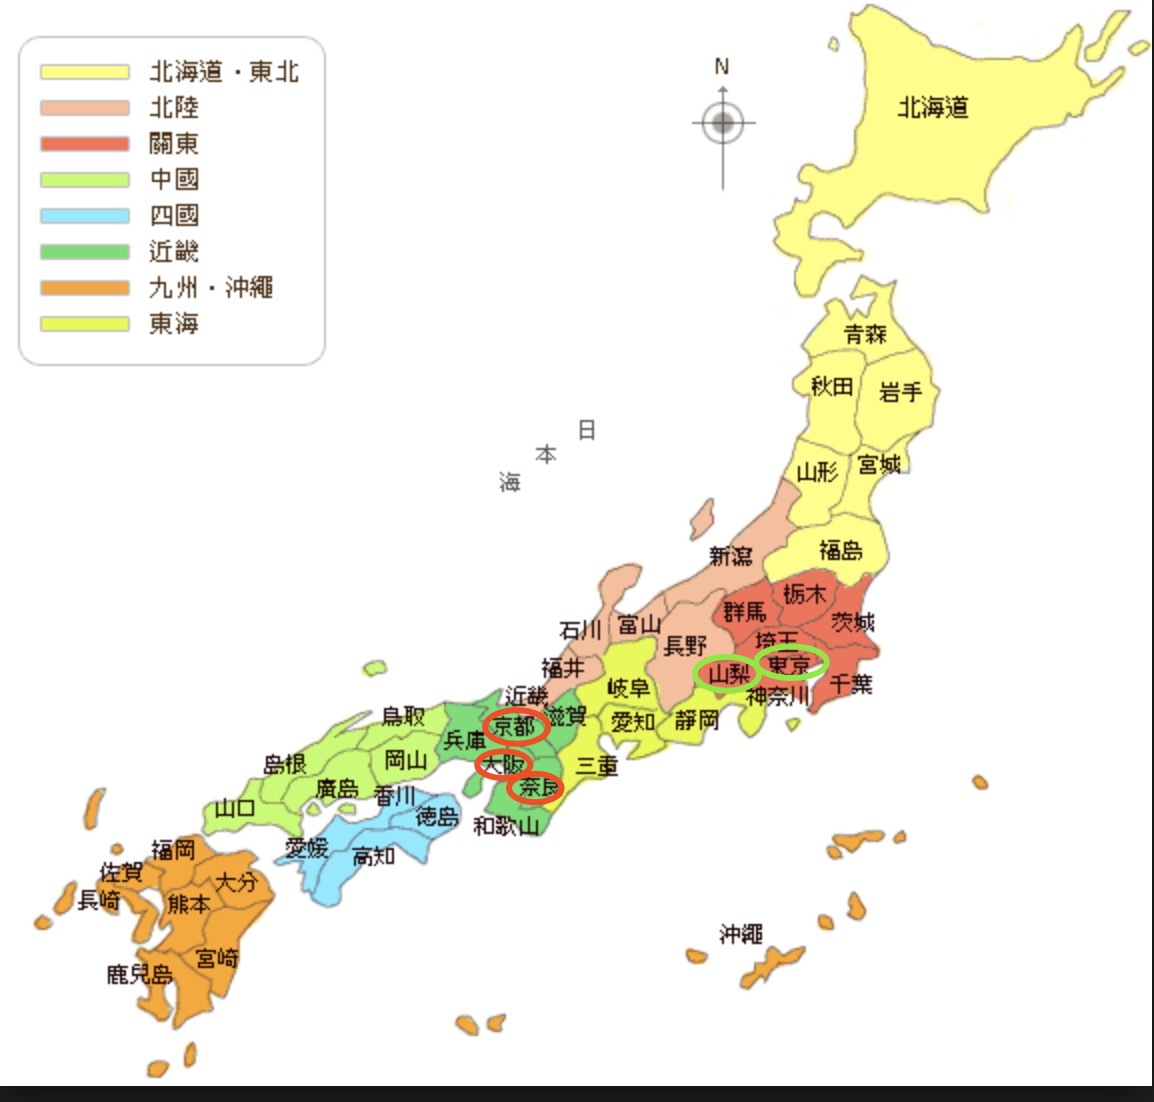 北海道・東北
北陸
關東
中國
四國
近畿
九州・沖繩
東海
N
日
本
海
北海道
青森
秋田
岩手
山形
宮城
福島
新瀉
栃木
群馬
茨城
石川
富山
長野
埼玉
東京
山梨
千葉
神奈川
福井
岐阜
近畿
滋賀
京都
愛知
靜岡
鳥取
兵庫
大阪
三重
奈良
島根
岡山
廣島
香川
山口
德島
和歌山
愛媛
高知
福岡
佐賀
大分
長崎
熊本
宮崎
鹿兒島
沖繩